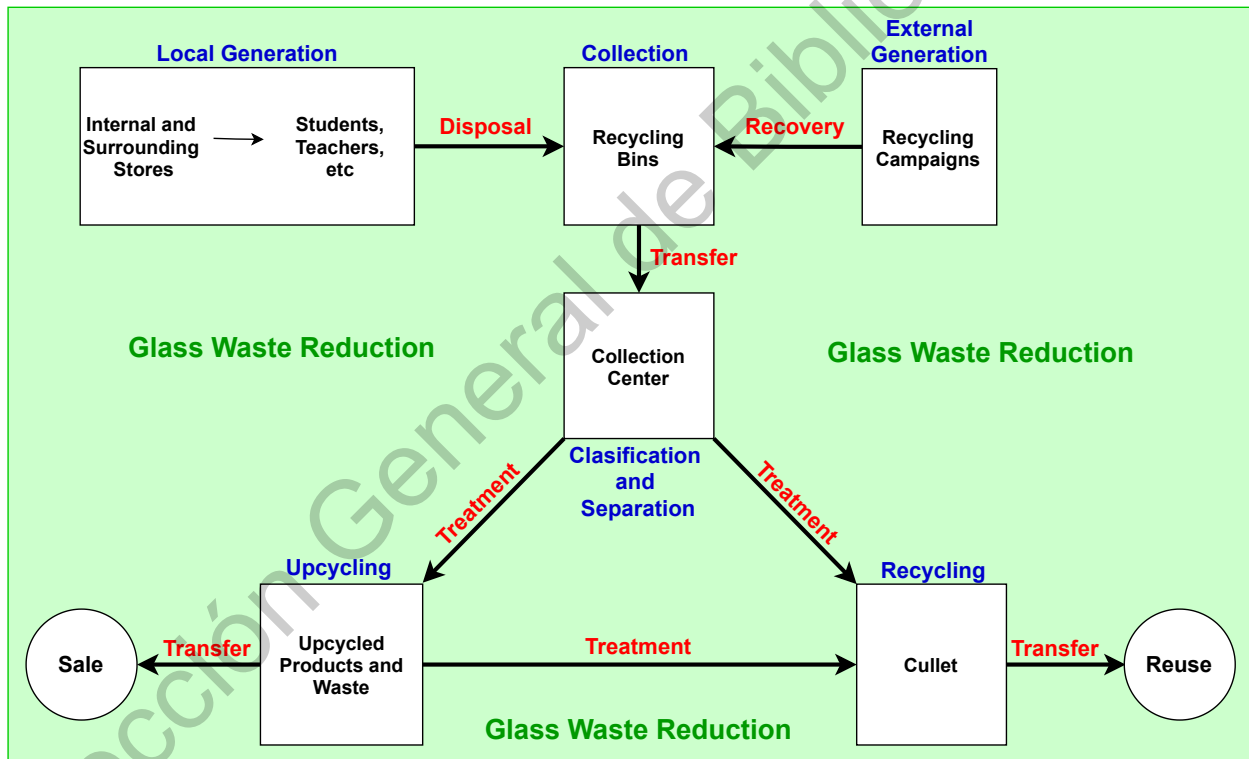 Local Generation
Internal and
Surrounding
Stores
Students,
Teachers,
etc
Disposal
Collection
Recycling
Bins
Recovery
External
Generation
Recycling
Campaigns
Transfer
Glass Waste Reduction
Collection
Center
Glass Waste Reduction
Clasification
and
Separation
Treatment
Treatment
Upcycling
Recycling
Sale
Transfer
Upcycled
Products and
Waste
Treatment
Cullet
Transfer
Reuse
Glass Waste Reduction
General de